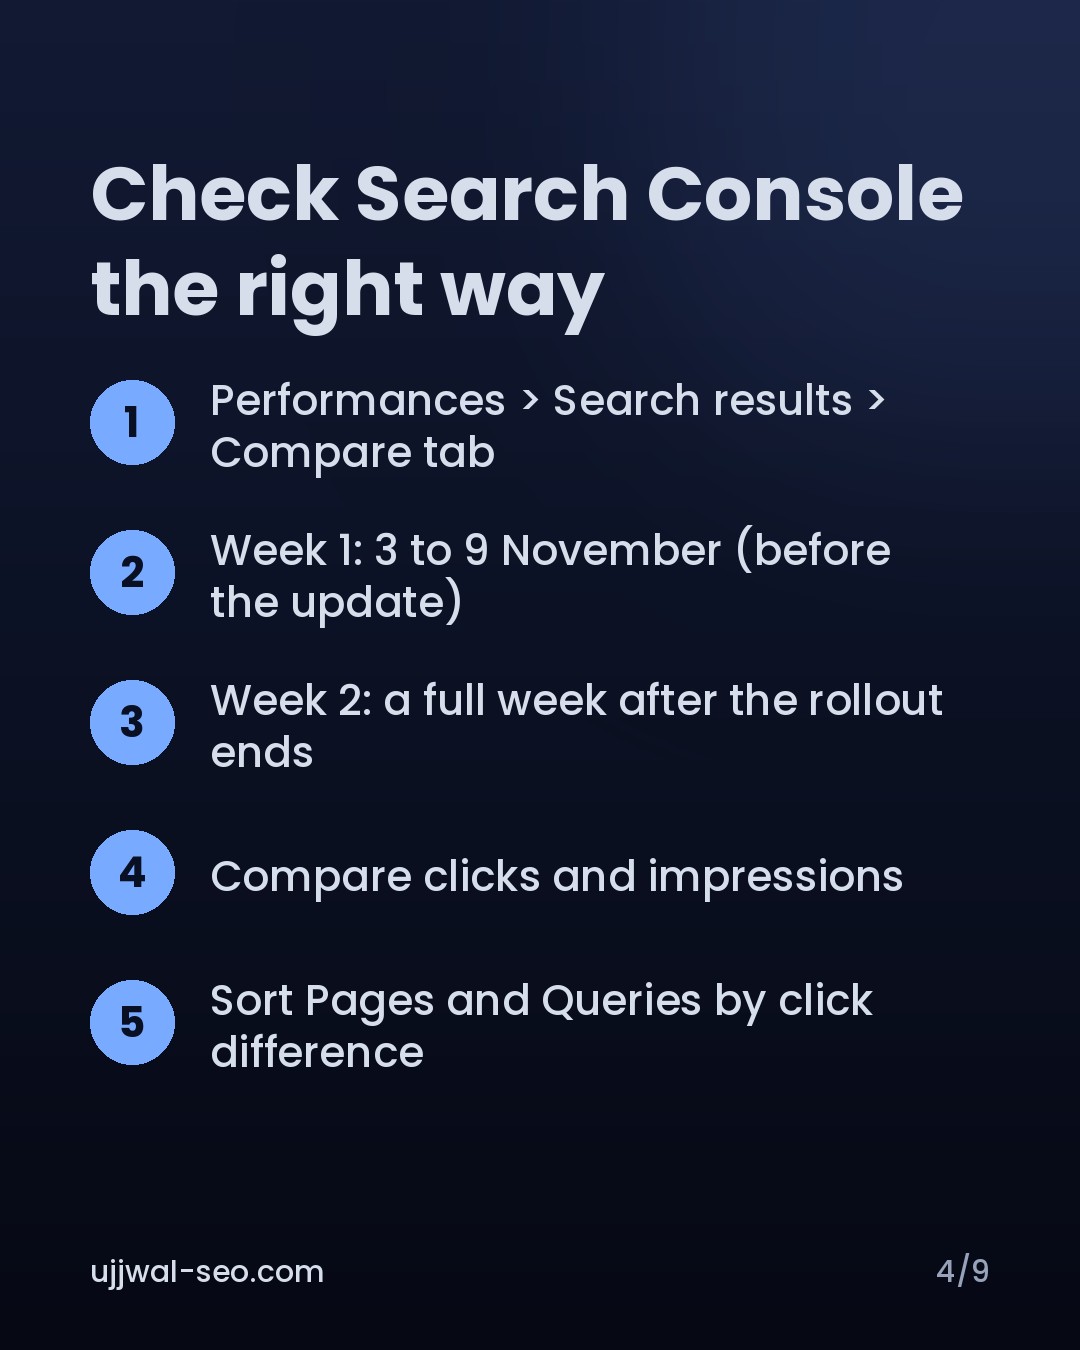 Check Search Console
the right way
1
Performances > Search results >
Compare tab
2
Week 1: 3 to 9 November (before
the update)
3
Week 2: a full week after the rollout
ends
4
Compare clicks and impressions
5
Sort Pages and Queries by click
difference
ujjwal-seo.com
4/9